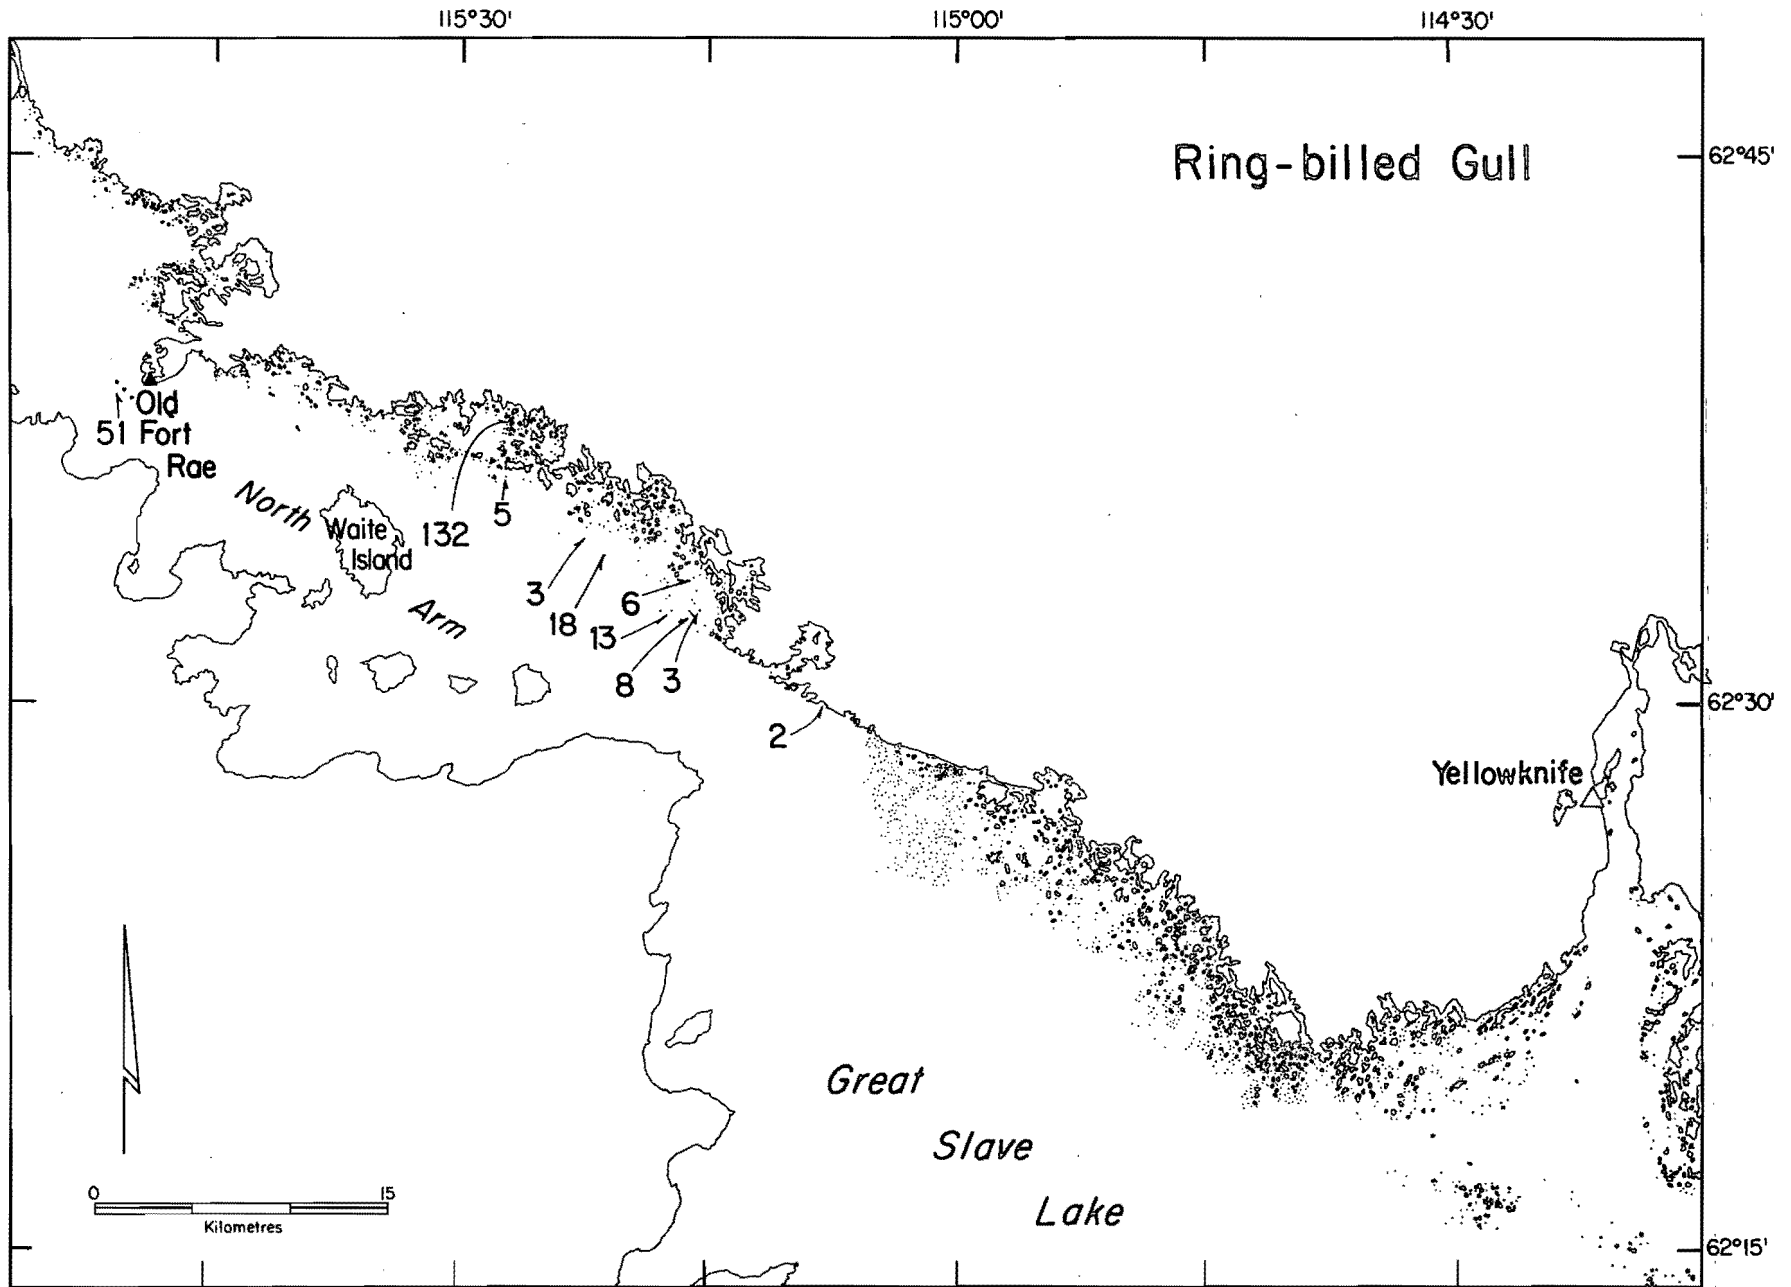 115°30'
115°00'
114°30'
Ring-billed Gull
62°45'
Old
51 Fort
Rae
North
Waite
Island
132
5
3
18
6
13
Arm
8
3
2
62°30'
Yellowknife
Great
Slave
Lake
0
15
Kilometres
62°15'